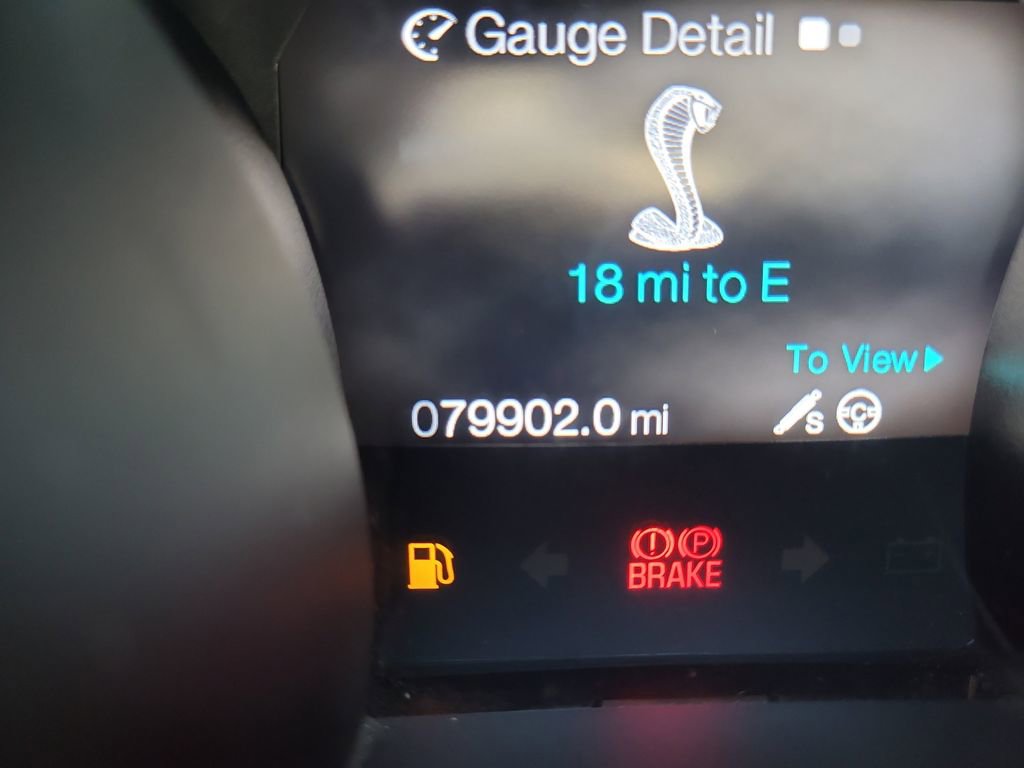 Gauge Detail
18 mi to E
To View
079902.0 mi
S C
P
BRAKE